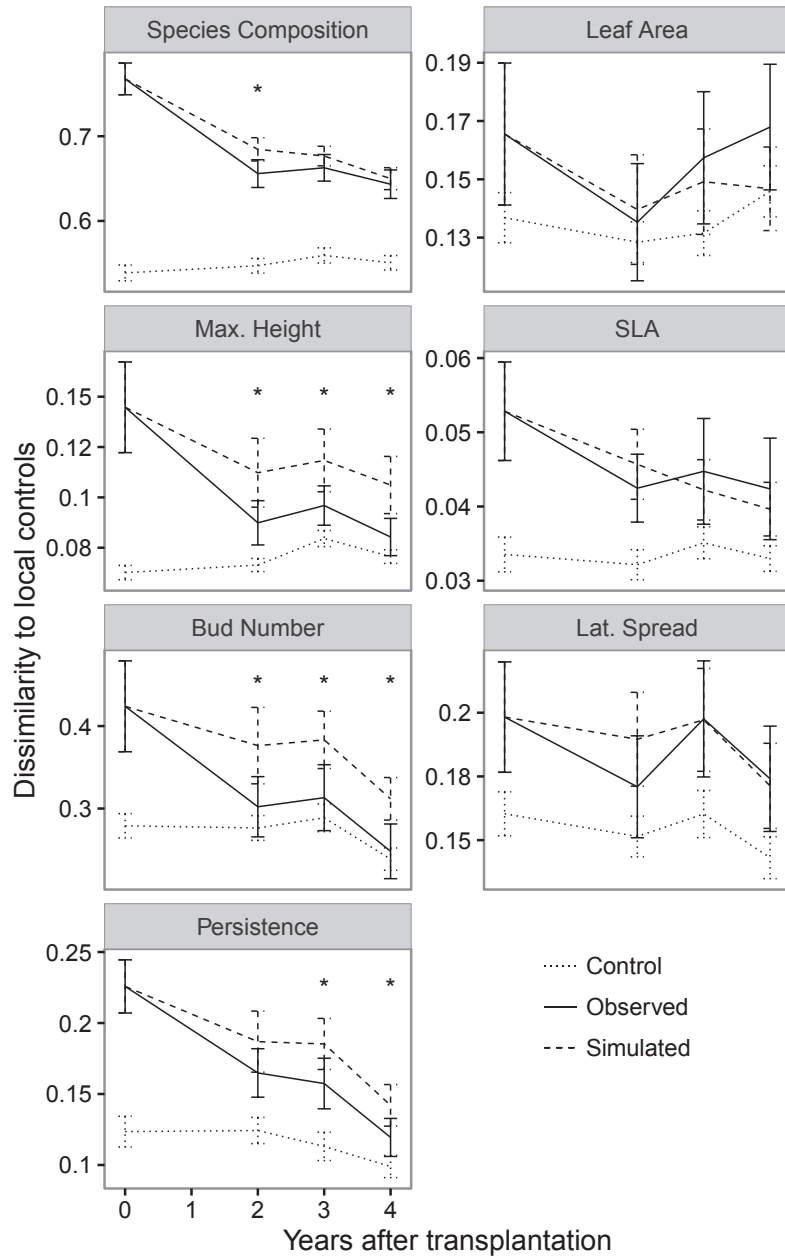 Species Composition
Leaf Area
0.7
0.6
*
0.19
0.17
0.15
0.13
Max. Height
SLA
0.15
0.12
0.1
0.08
* * *
0.06
0.05
0.04
0.03
Bud Number
Lat. Spread
0.4
0.3
* * *
0.2
0.18
0.15
Persistence
0.25
0.2
0.15
0.1
* *
0 1 2 3 4
Control
Observed
Simulated
Dissimilarity to local controls
Years after transplantation